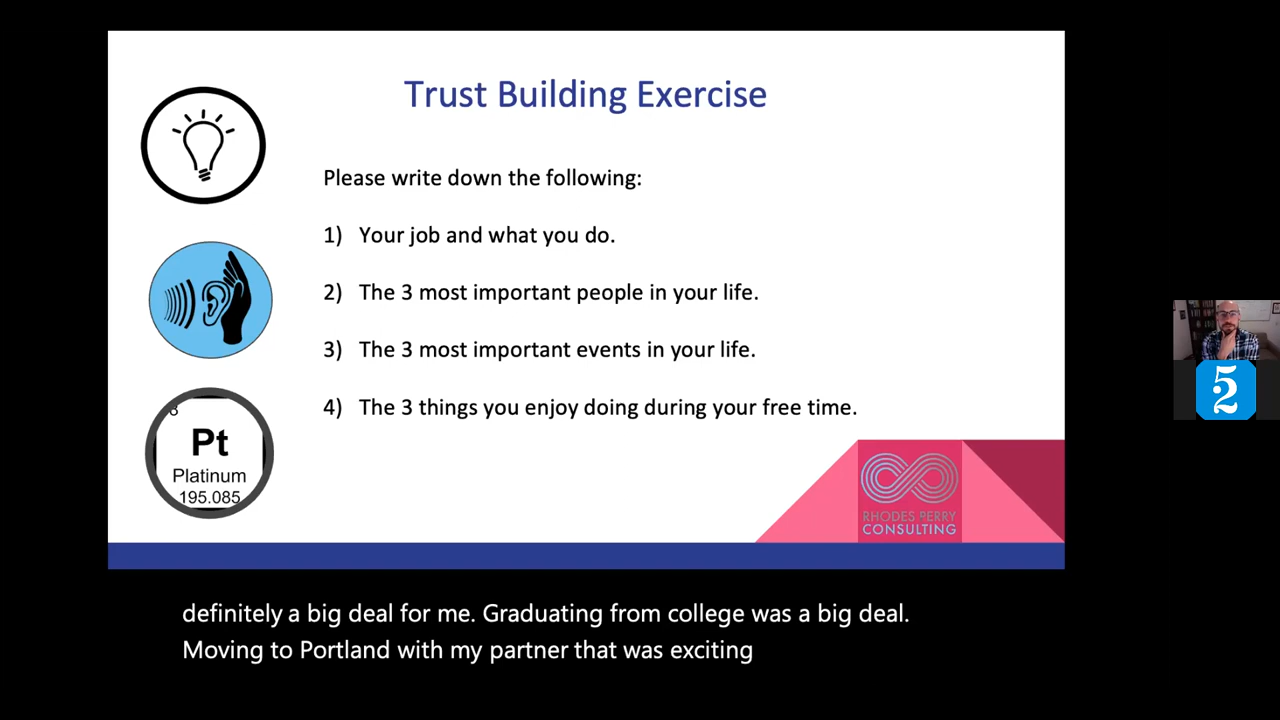 Trust Building Exercise
Please write down the following:
1) Your job and what you do.
2) The 3 most important people in your life.
3) The 3 most important events in your life.
4) The 3 things you enjoy doing during your free time.
Pt
Platinum
195.085
RHODES PERRY
CONSULTING
5
definitely a big deal for me. Graduating from college was a big deal.
Moving to Portland with my partner that was exciting